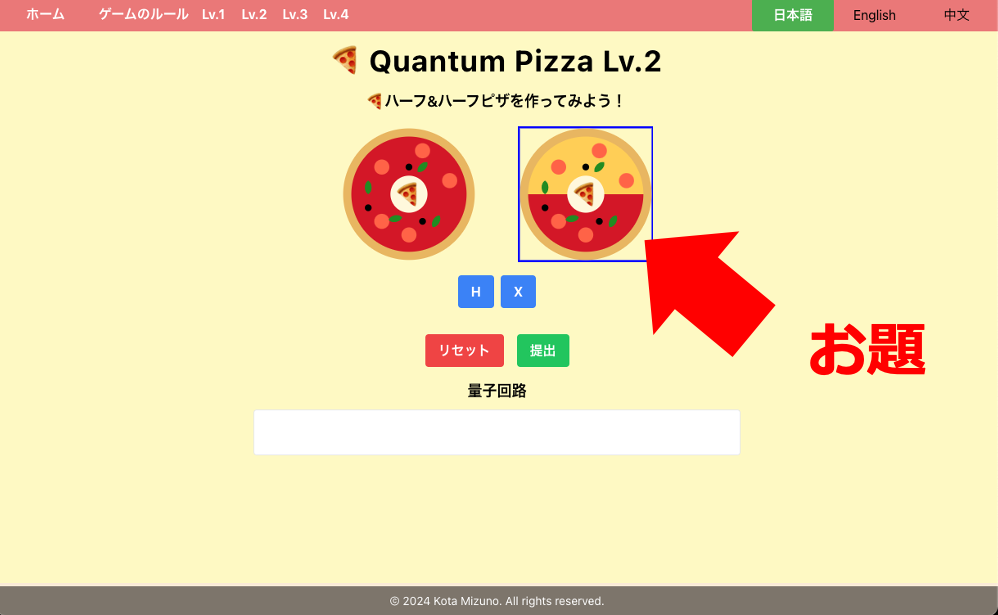 ホーム ゲームのルール Lv.1 Lv.2 Lv.3 Lv.4 日本語 English 中文
Quantum Pizza Lv.2
ハーフ&ハーフピザを作ってみよう！
H X
お題
リセット 提出
量子回路
© 2024 Kota Mizuno. All rights reserved.